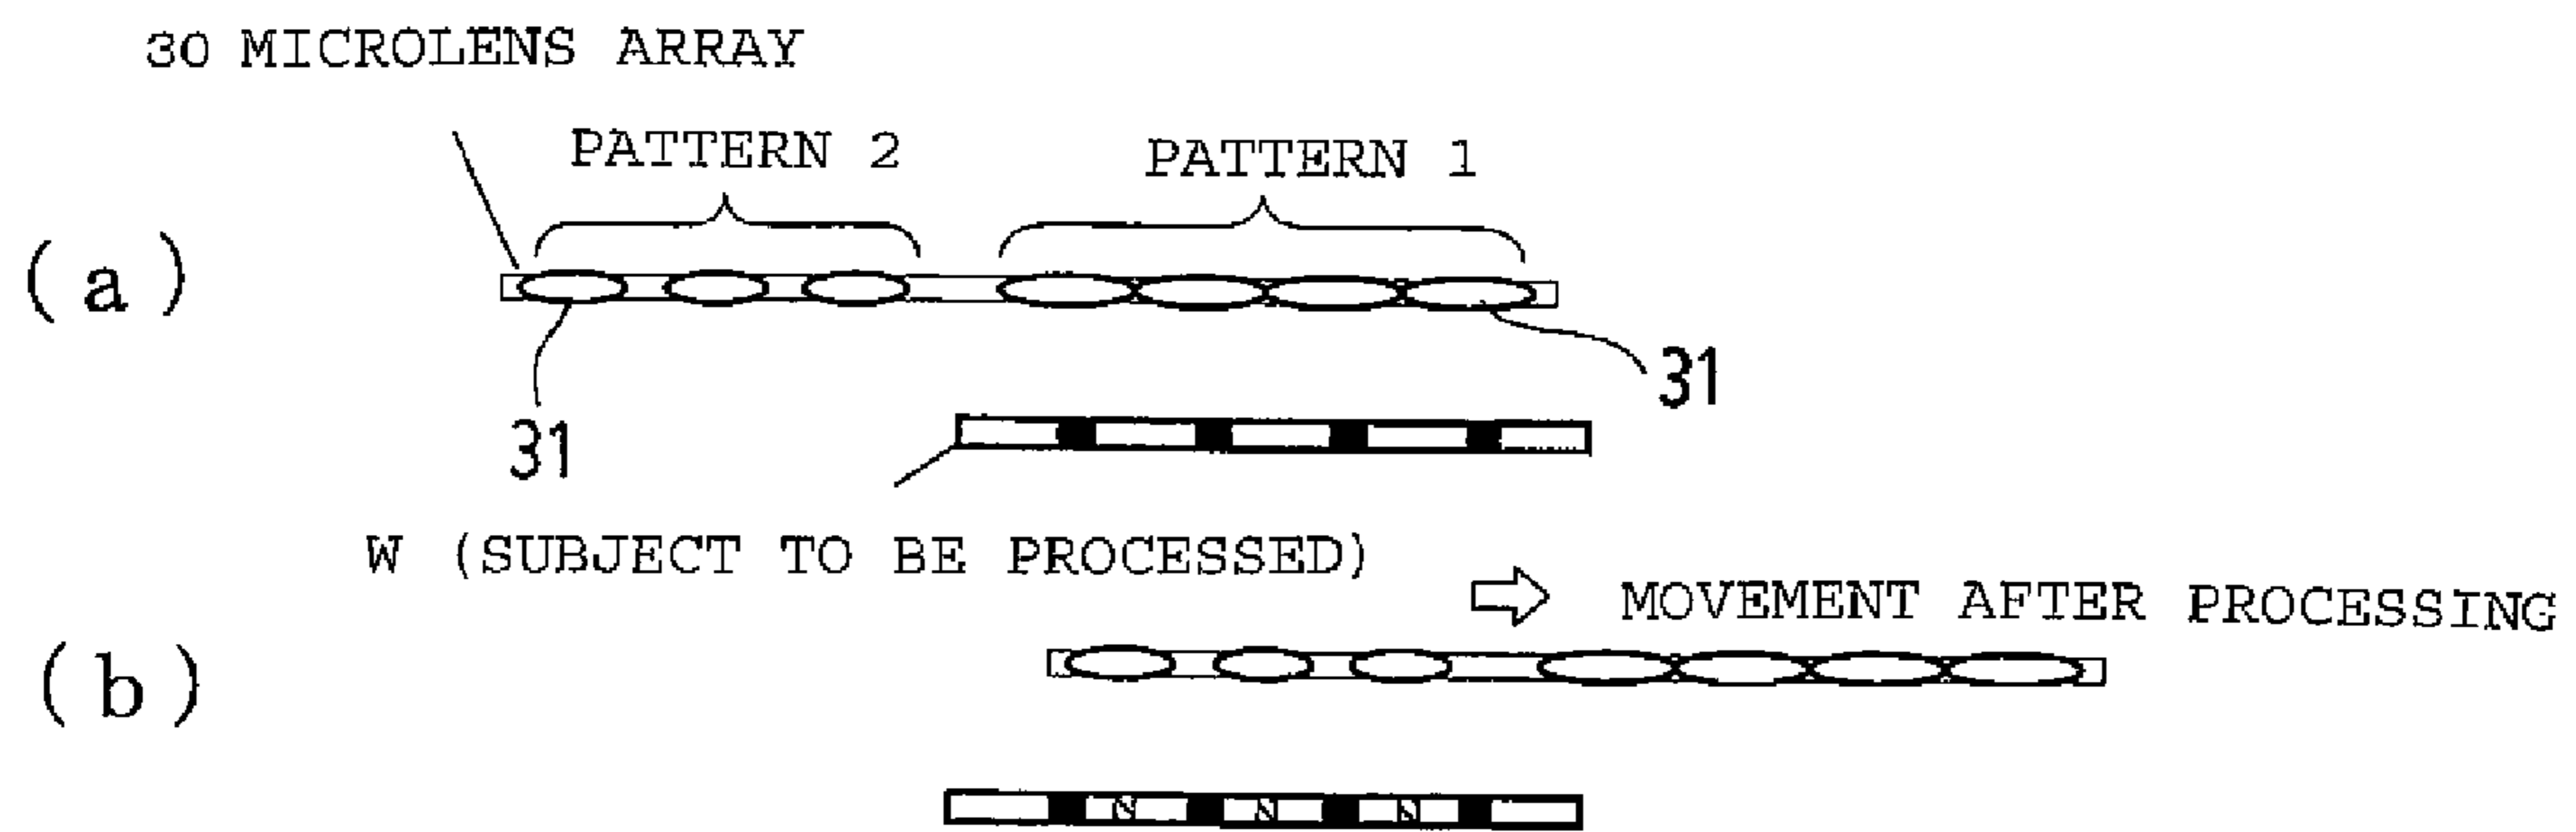 30 MICROLENS ARRAY
PATTERN 2
PATTERN 1
(a)
31
31
W (SUBJECT TO BE PROCESSED)
MOVEMENT AFTER PROCESSING
(b)